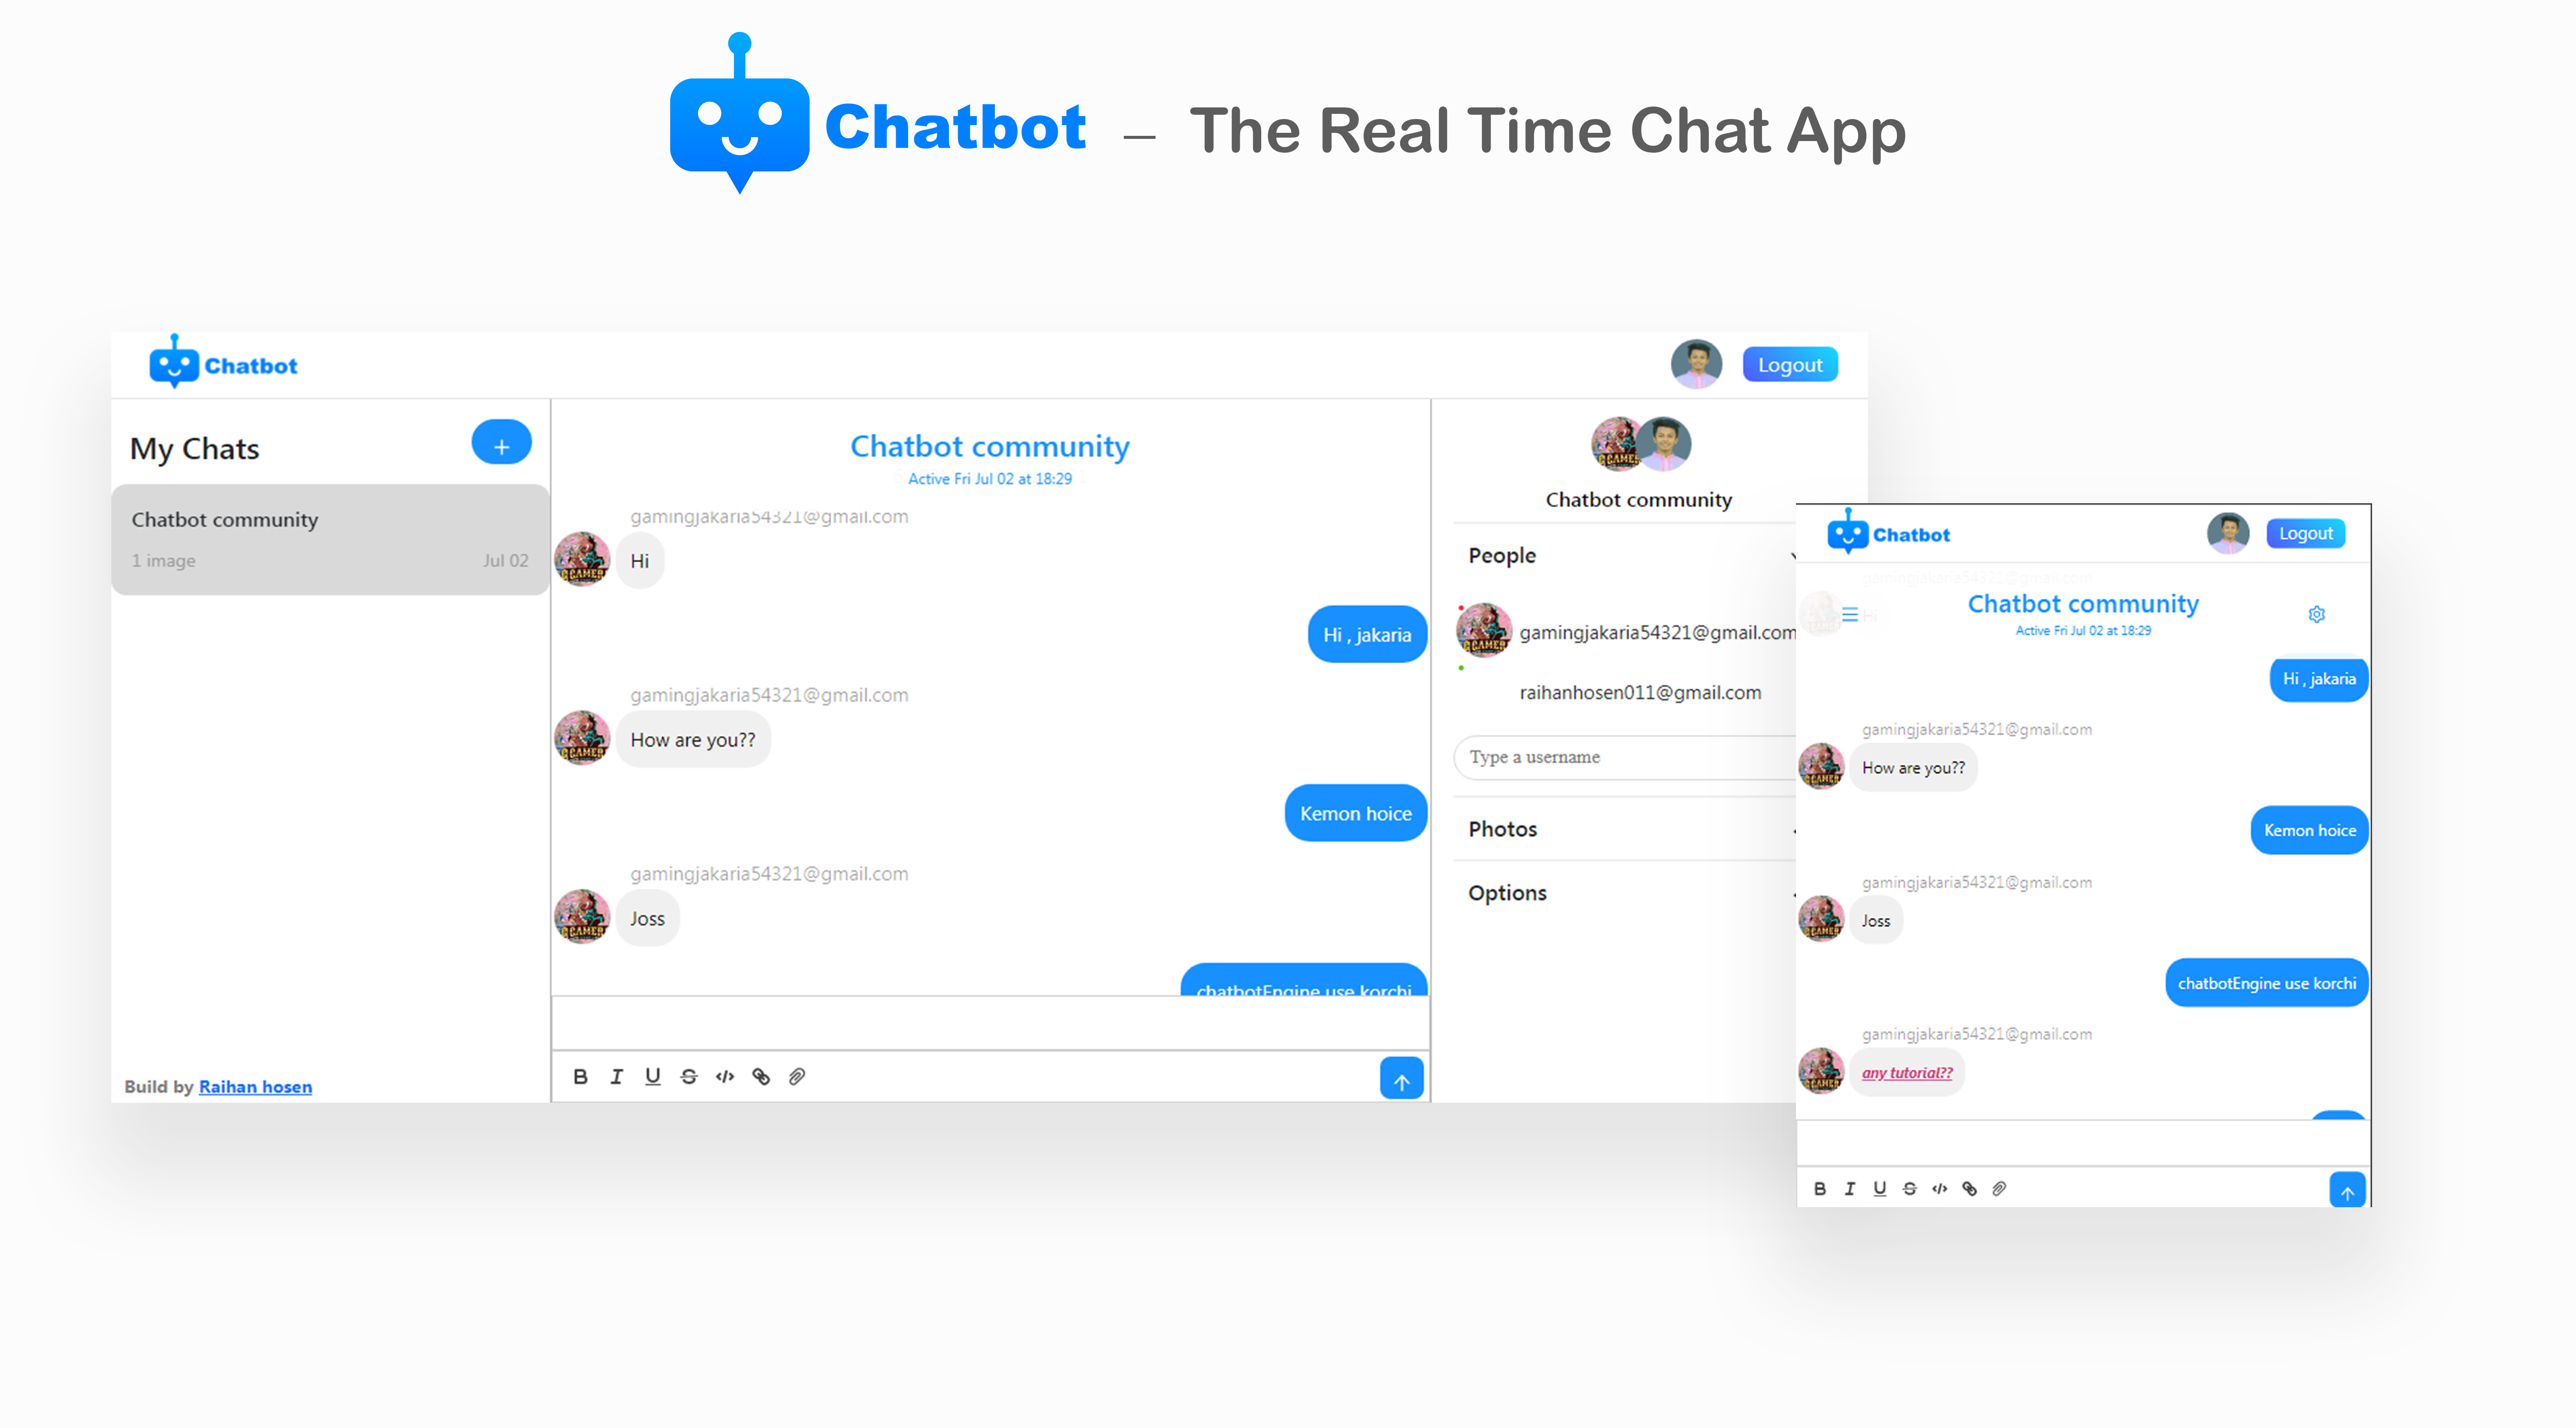 Chatbot – The Real Time Chat App
Chatbot
Logout
My Chats
+
Chatbot community
1 image Jul 02
Build by Raihan hosen
Chatbot community
Active Fri Jul 02 at 18:29
gamingjakaria54321@gmail.com
Hi
Hi , jakaria
gamingjakaria54321@gmail.com
How are you??
Kemon hoice
gamingjakaria54321@gmail.com
Joss
chatbotEngine use korchi
B I U S </>
Chatbot community
People
gamingjakaria54321@gmail.com
raihanhosen011@gmail.com
Type a username
Photos
Options
Chatbot
Logout
gamingjakaria54321@gmail.com
Hi
Chatbot community
Active Fri Jul 02 at 18:29
Hi , jakaria
gamingjakaria54321@gmail.com
How are you??
Kemon hoice
gamingjakaria54321@gmail.com
Joss
chatbotEngine use korchi
gamingjakaria54321@gmail.com
any tutorial??
B I U S </>